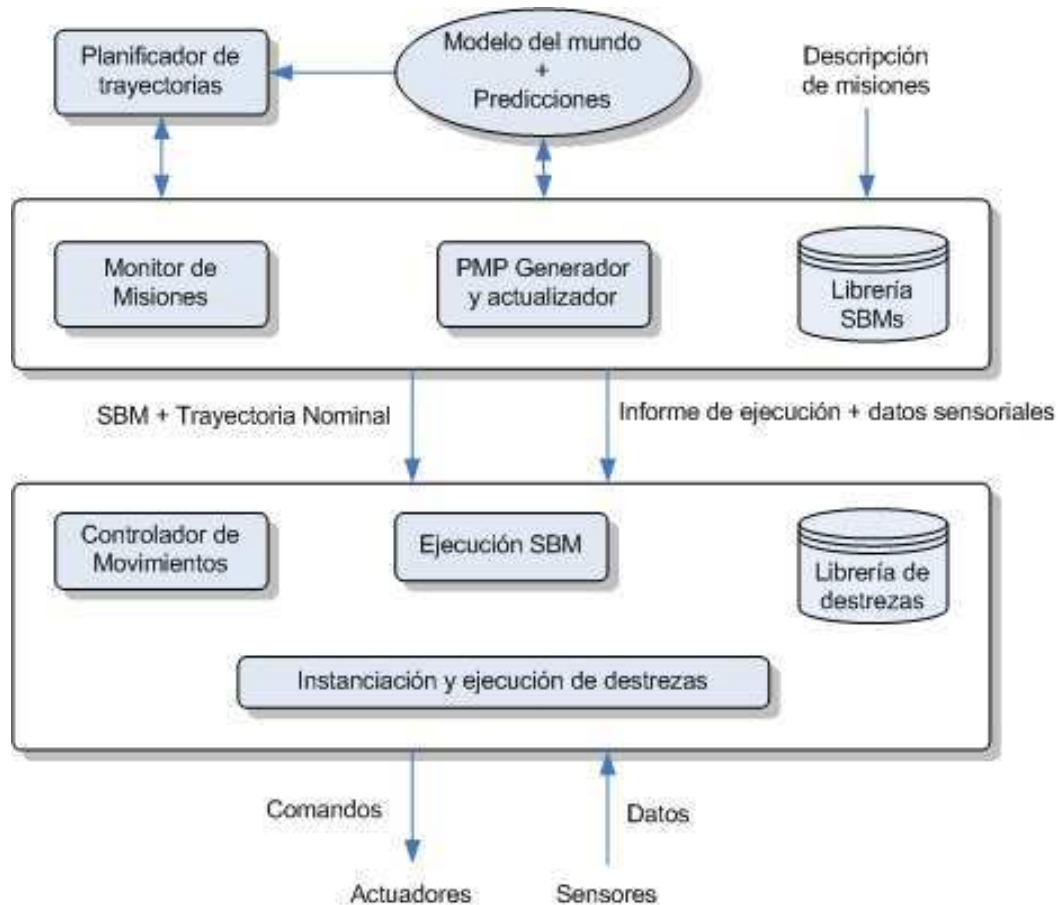 Planificador de
trayectorias
Modelo del mundo
+
Predicciones
Descripción
de misiones
Monitor de
Misiones
PMP Generador
y actualizador
Librería
SBMs
SBM + Trayectoria Nominal
Informe de ejecución + datos sensoriales
Controlador de
Movimientos
Ejecución SBM
Librería de
destrezas
Instanciación y ejecución de destrezas
Comandos
Datos
Actuadores
Sensores